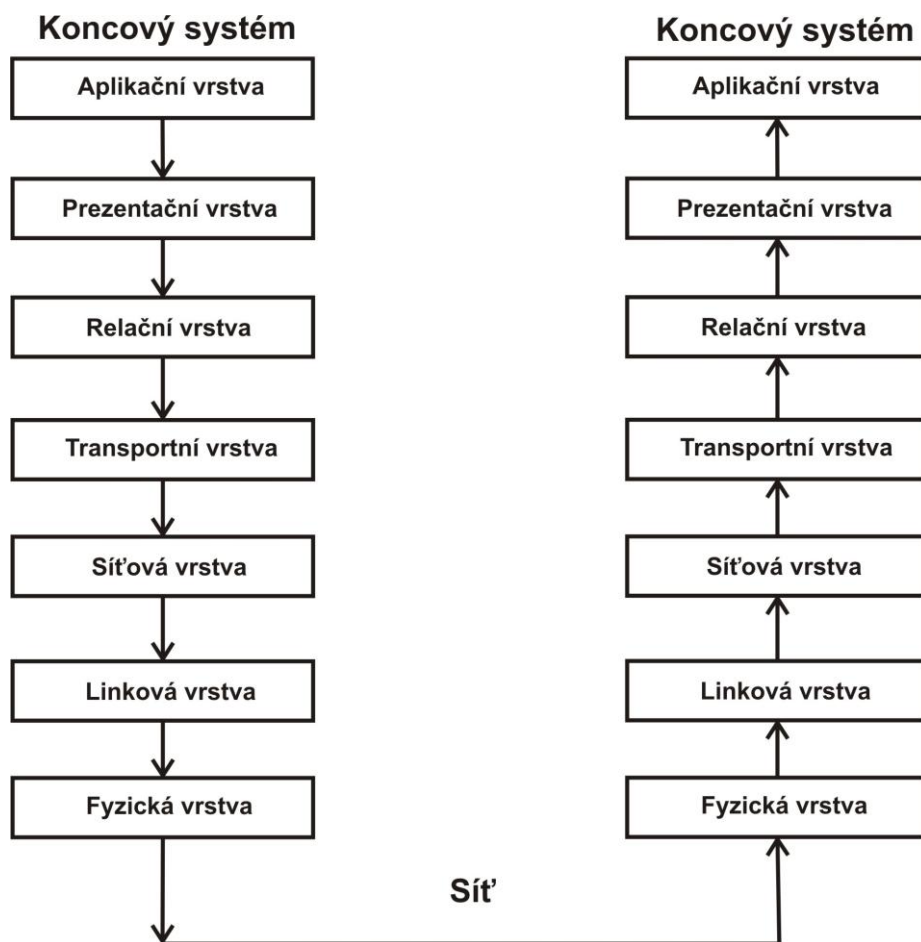 Koncový systém
Aplikační vrstva
Prezentační vrstva
Relační vrstva
Transportní vrstva
Síťová vrstva
Linková vrstva
Fyzická vrstva
Koncový systém
Aplikační vrstva
Prezentační vrstva
Relační vrstva
Transportní vrstva
Síťová vrstva
Linková vrstva
Fyzická vrstva
Síť